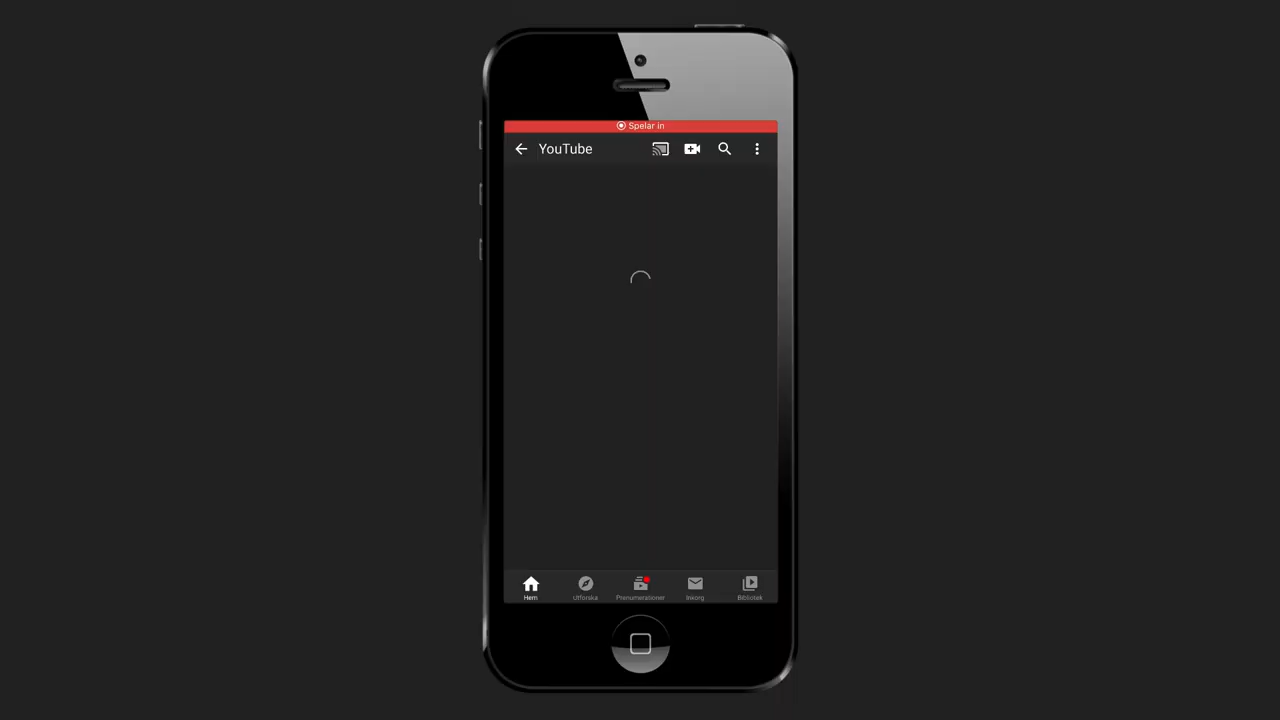 Spelar in
YouTube
Hem
Utforska
Prenumerationer
Inkorg
Bibliotek